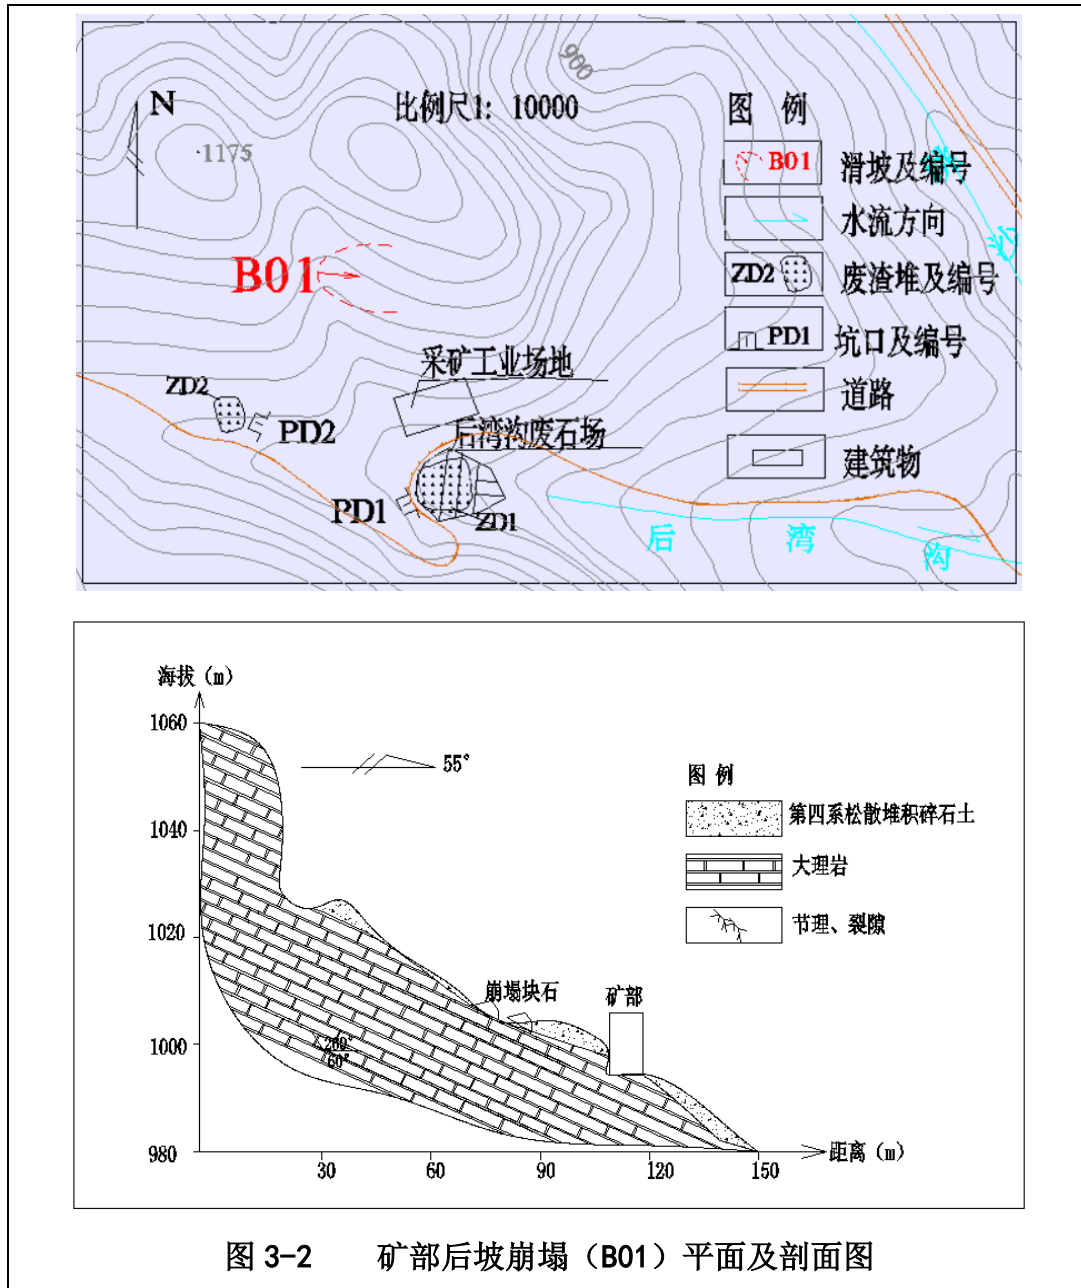 900
N
比例尺1: 10000
图 例
1175
B01
滑坡及编号
水流方向
B01
ZD2
废渣堆及编号
PD1
坑口及编号
采矿工业场地
道路
ZD2
PD2
后湾沟废石场
建筑物
PD1
ZD1
后 湾 沟
海拔 (m)
1060
55°
图 例
第四系松散堆积碎石土
1040
大理岩
1020
节理、裂隙
崩塌块石
矿部
1000
260°
60°
980
距离 (m)
30
60
90
120
150
图 3-2 矿部后坡崩塌（B01）平面及剖面图